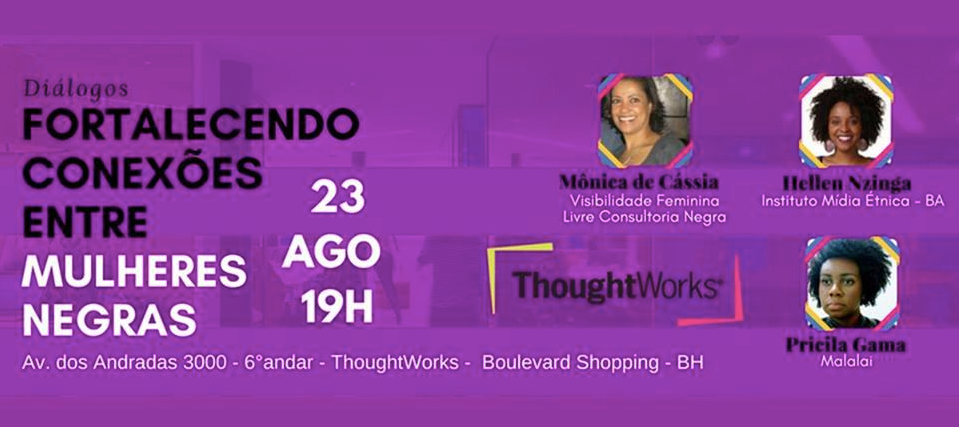 Diálogos
FORTALECENDO
CONEXÕES
ENTRE
MULHERES
NEGRAS
23
AGO
19H
Av. dos Andradas 3000 - 6°andar - ThoughtWorks - Boulevard Shopping - BH
ThoughtWorks®
Mônica de Cássia
Visibilidade Feminina
Livre Consultoria Negra
Hellen Nzinga
Instituto Mídia Étnica - BA
Pricila Gama
Malalai